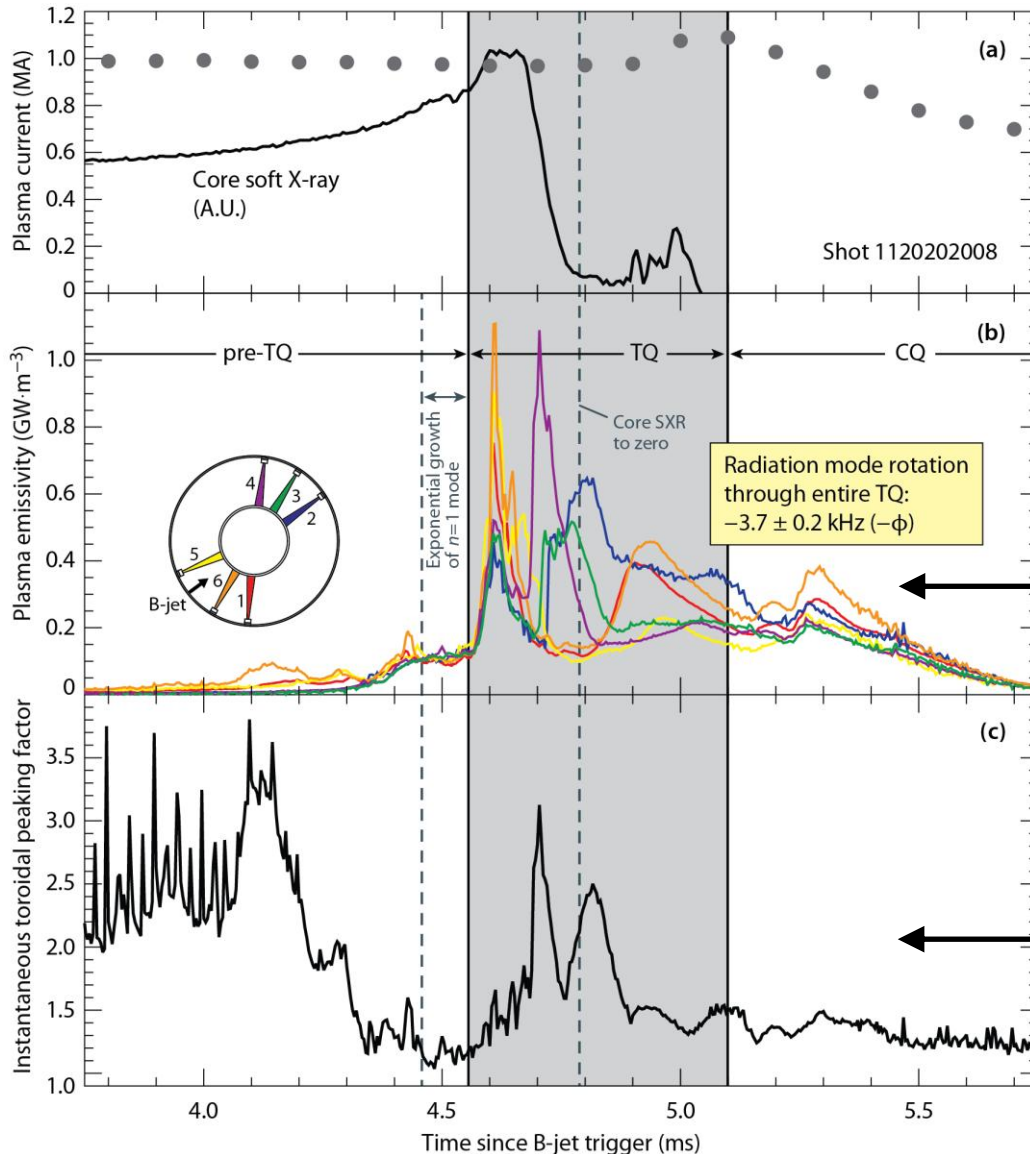 1.2
1.0
0.8
0.6
0.4
0.2
0
Plasma current (MA)
(a)
Core soft X-ray
(A.U.)
Shot 1120202008
1.0
0.8
0.6
0.4
0.2
0
Plasma emissivity (GW·m⁻³)
(b)
pre-TQ
TQ
CQ
Exponential growth
of n=1 mode
Core SXR
to zero
Radiation mode rotation
through entire TQ:
−3.7 ± 0.2 kHz (−ϕ)
4
3
2
5
6
1
B-jet
3.5
3.0
2.5
2.0
1.5
1.0
Instantaneous toroidal peaking factor
(c)
4.0
4.5
5.0
5.5
Time since B-jet trigger (ms)